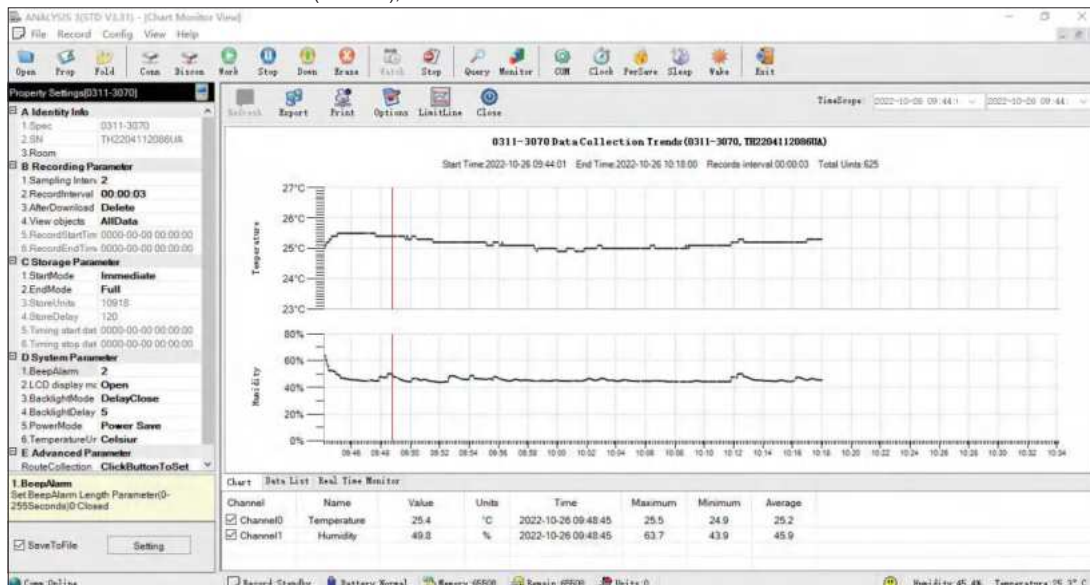 ANALYSIS 3(STD V3.31) - [Chart Monitor View]
File Record Config View Help
Open Prop Fold Conn Discon Work Stop Down Erase Watch Stop Query Monitor COM Clock PerSave Sleep Wake Exit
Property Settings[0311-3070]
A Identity Info
1.Spec 0311-3070
2.SN TH2204112086UA
3.Room
B Recording Parameter
1.Sampling Interv 2
2.RecordInterval 00:00:03
3.AfterDownload Delete
4.View objects AllData
5.RecordStartTim 0000-00-00 00:00:00
6.RecordEndTim 0000-00-00 00:00:00
C Storage Parameter
1.StartMode Immediate
2.EndMode Full
3.StoreUnits 10918
4.StoreDelay 120
5.Timing start dat 0000-00-00 00:00:00
6.Timing stop dat 0000-00-00 00:00:00
D System Parameter
1.BeepAlarm 2
2.LCD display mc Open
3.BacklightMode DelayClose
4.BacklightDelay 5
5.PowerMode Power Save
6.TemperatureUr Celsiur
E Advanced Parameter
RouteCollection ClickButtonToSet
1.BeepAlarm
Set BeepAlarm Length Parameter(0-
255Seconds)0:Closed
SaveToFile Setting
Refresh Export Print Options LimitLine Close
TimeScope: 2022-10-26 09:44: 2022-10-26 09:44:
0311-3070 Data Collection Trends(0311-3070, TH2204112086UA)
Start Time:2022-10-26 09:44:01 End Time:2022-10-26 10:18:00 Records interval:00:00:03 Total Uints:625
Temperature
27°C
26°C
25°C
24°C
23°C
Humidity
80%
60%
40%
20%
0%
09:46 09:48 09:50 09:52 09:54 09:56 09:58 10:00 10:02 10:04 10:06 10:08 10:10 10:12 10:14 10:16 10:18 10:20 10:22 10:24 10:26 10:28 10:30 10:32 10:34
Chart Data List Real Time Monitor
Channel Name Value Units Time Maximum Minimum Average
Channel0 Temperature 25.4 °C 2022-10-26 09:48:45 25.5 24.9 25.2
Channel1 Humidity 49.8 % 2022-10-26 09:48:45 63.7 43.9 45.9
Comm Online Record Standby Battery Normal Memory:65508 Remain:65508 Units:0 Humidity:45.4% Temperature:25.3°C